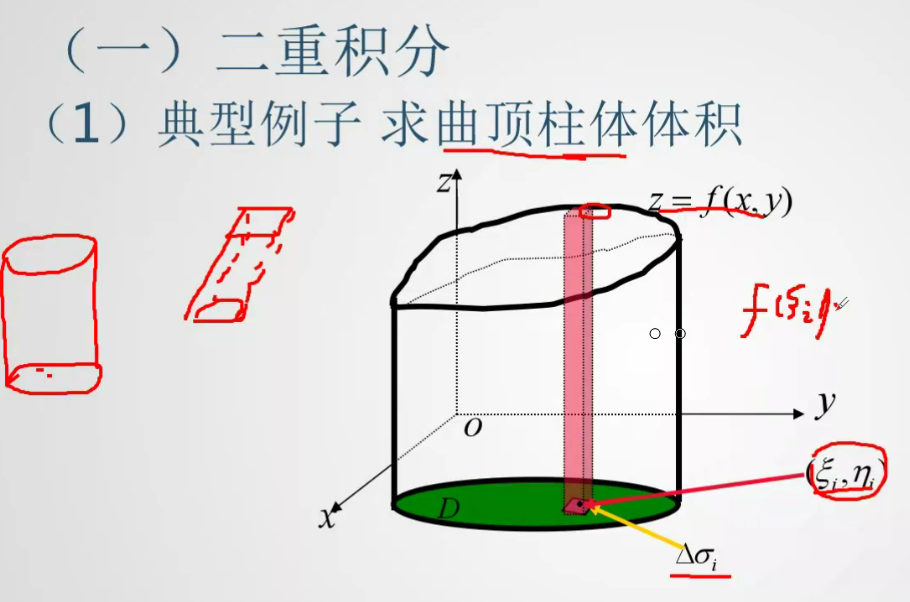 （一）二重积分
（1）典型例子 求曲顶柱体体积
z
z = f(x,y)
f(ξi)
y
O
(ξi,ηi)
D
x
Δσi